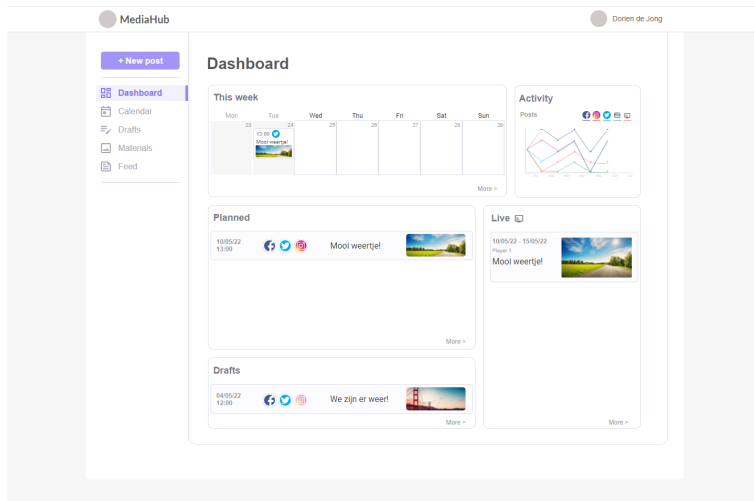 MediaHub
Dorien de Jong
+ New post
Dashboard
Calendar
Drafts
Materials
Feed
Dashboard
This week
Mon Tue Wed Thu Fri Sat Sun
23 24 25 26 27 28 29
13:00
Mooi weertje!
More >
Activity
Posts
Planned
10/05/22
13:00
Mooi weertje!
More >
Live
10/05/22 - 15/05/22
Player 1
Mooi weertje!
More >
Drafts
04/05/22
12:00
We zijn er weer!
More >